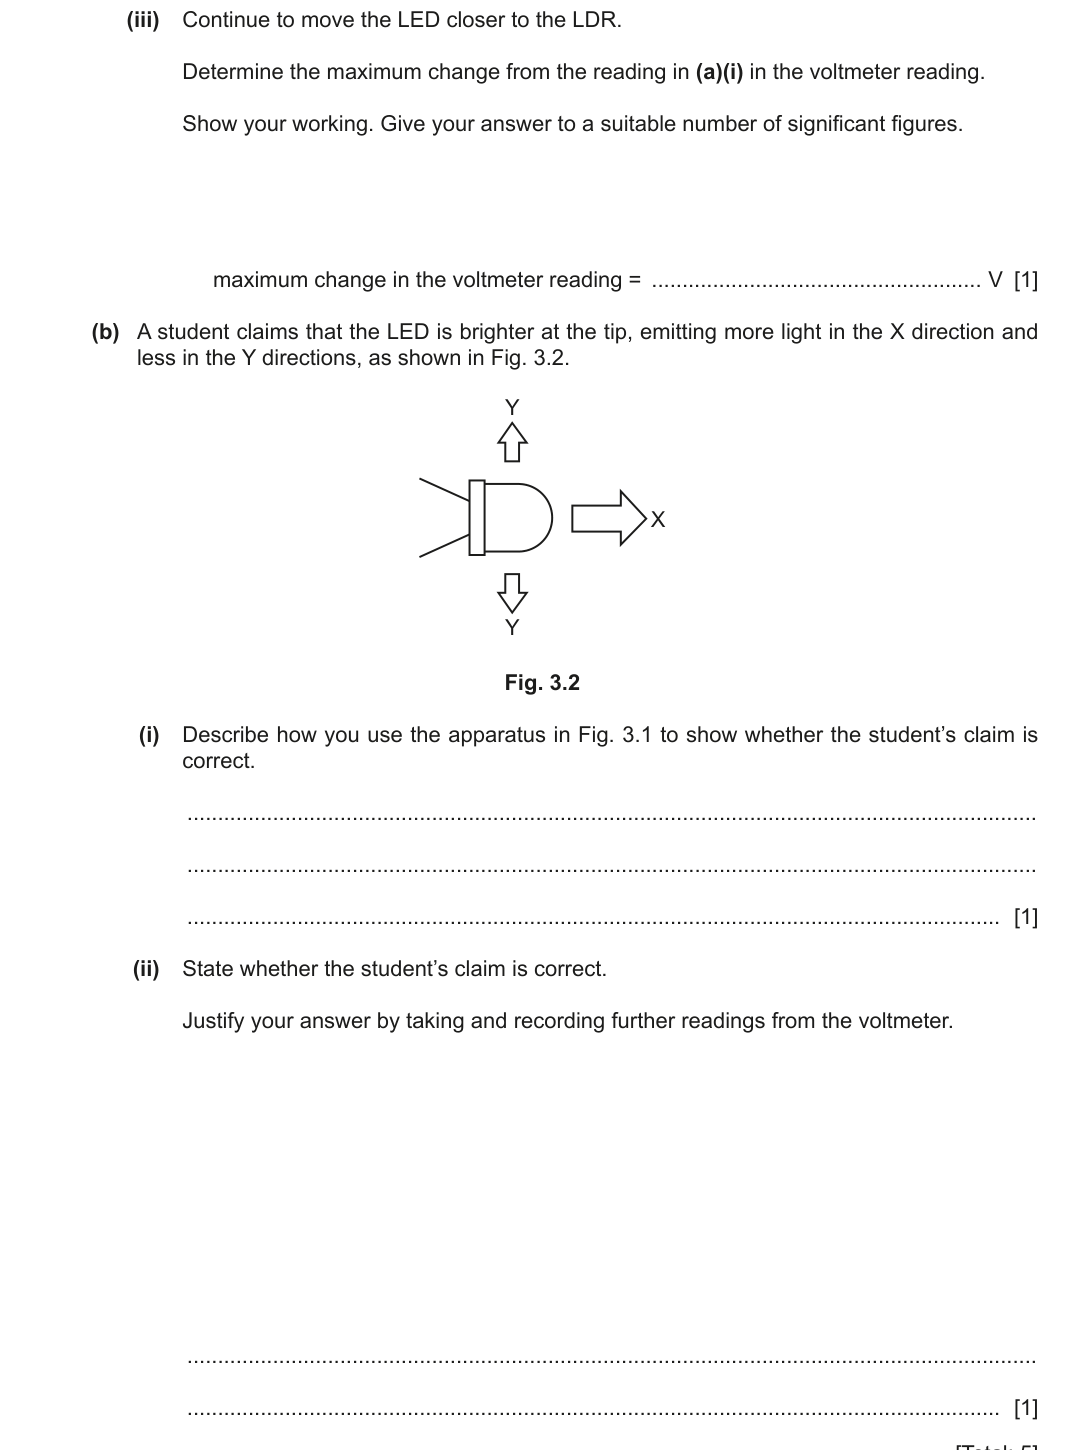 (iii) Continue to move the LED closer to the LDR.
Determine the maximum change from the reading in (a)(i) in the voltmeter reading.
Show your working. Give your answer to a suitable number of significant figures.
maximum change in the voltmeter reading = ...................................................... V [1]
(b) A student claims that the LED is brighter at the tip, emitting more light in the X direction and
less in the Y directions, as shown in Fig. 3.2.
Y
X
Y
Fig. 3.2
(i) Describe how you use the apparatus in Fig. 3.1 to show whether the student's claim is
correct.
..........................................................................................................................................
..........................................................................................................................................
.................................................................................................................................... [1]
(ii) State whether the student's claim is correct.
Justify your answer by taking and recording further readings from the voltmeter.
..........................................................................................................................................
.................................................................................................................................... [1]
[Total: 5]